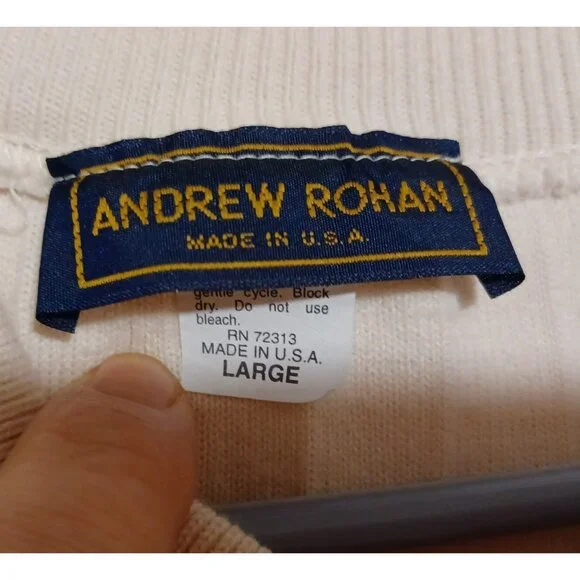 ANDREW ROHAN
MADE IN U.S.A.
gentle cycle. Block
dry. Do not use
bleach.
RN 72313
MADE IN U.S.A.
LARGE